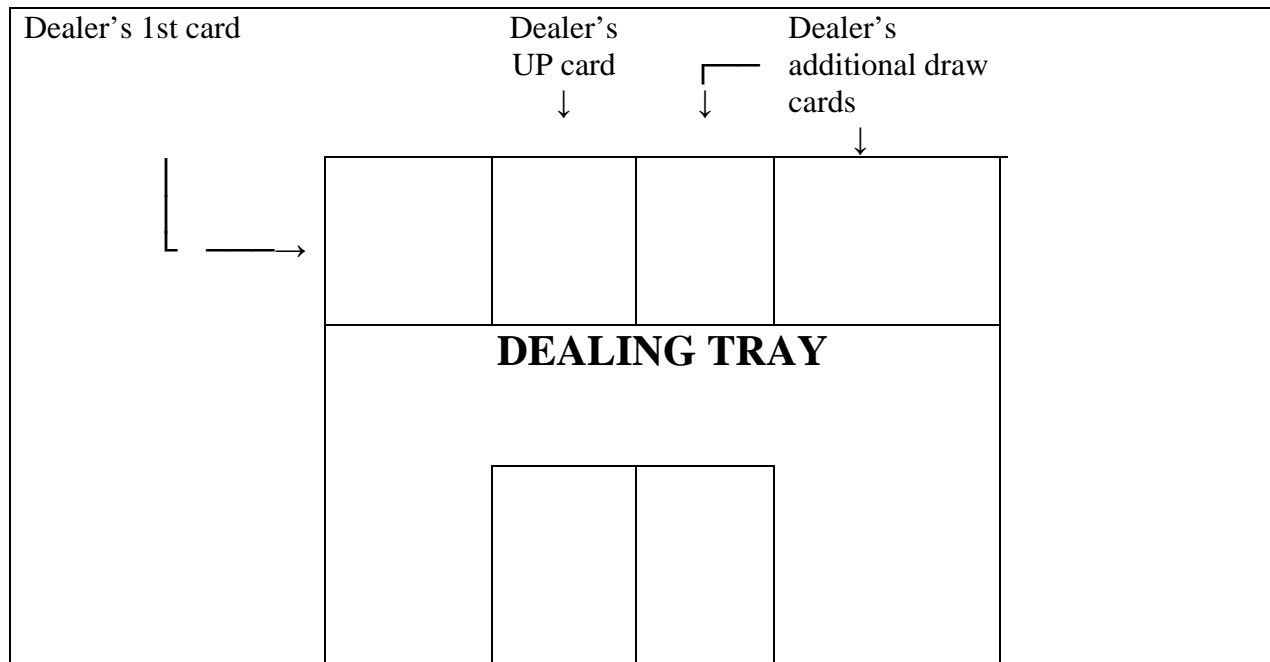 Dealer's 1st card
Dealer's
UP card
↓
↓
Dealer's
additional draw
cards
↓
DEALING TRAY